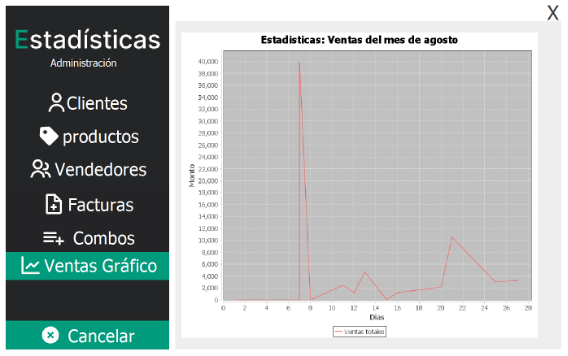 X
Estadísticas
Administración
Clientes
productos
Vendedores
Facturas
Combos
Ventas Gráfico
Cancelar
Estadisticas: Ventas del mes de agosto
40,000
38,000
36,000
34,000
32,000
30,000
28,000
26,000
24,000
22,000
20,000
18,000
16,000
14,000
12,000
10,000
8,000
6,000
4,000
2,000
0
Monto
0 2 4 6 8 10 12 14 16 18 20 22 24 26 28
Días
Ventas totales